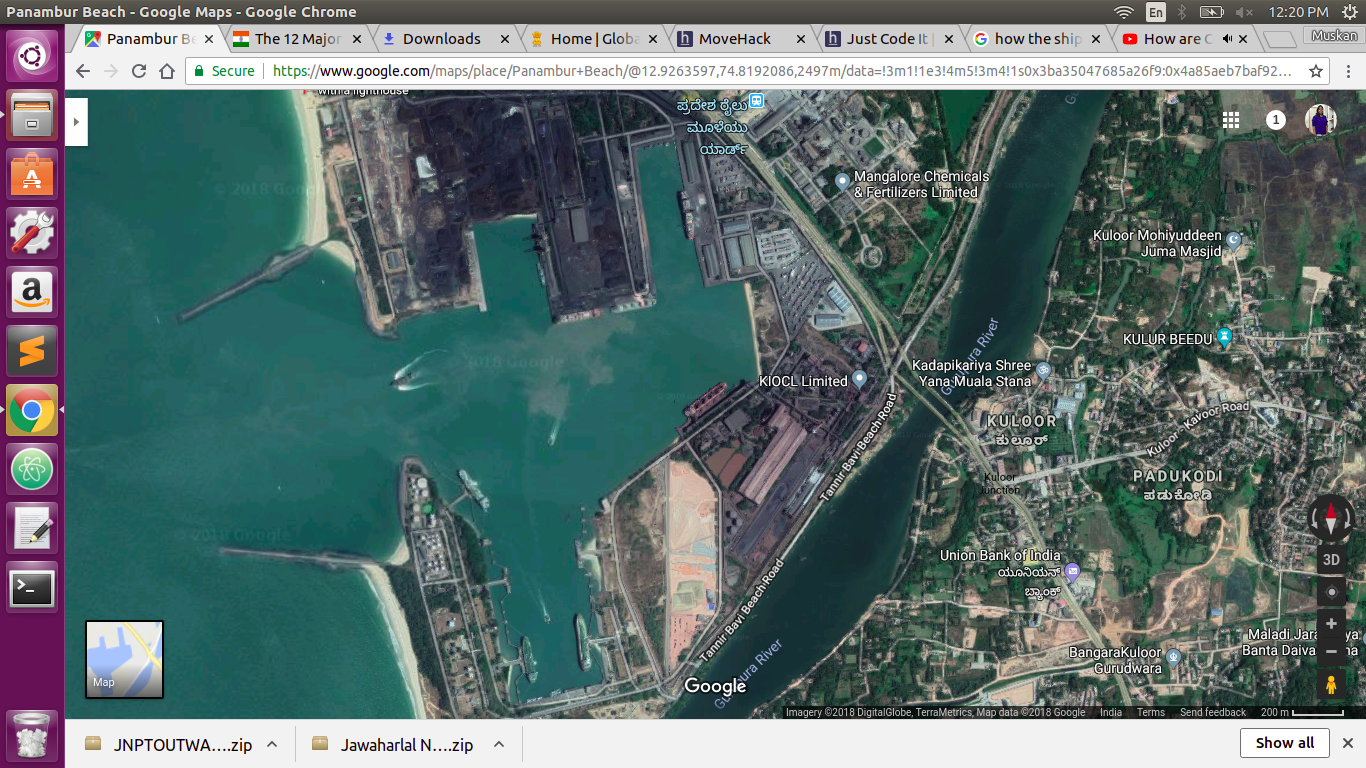 Panambur Beach - Google Maps - Google Chrome
En
12:20 PM
Panambur Be
The 12 Major
Downloads
Home | Globa
MoveHack
Just Code It |
how the ship
How are C
Muskan
Secure
https://www.google.com/maps/place/Panambur+Beach/@12.9263597,74.8192086,2497m/data=!3m1!1e3!4m5!3m4!1s0x3ba35047685a26f9:0x4a85aeb7baf92...
with a lighthouse
ಪ್ರದೇಶ ರೈಲು
ಮೂಳೆಯು
ಯಾರ್ಡ್
1
Mangalore Chemicals
& Fertilizers Limited
Kuloor Mohiyuddeen
Juma Masjid
KULUR BEEDU
Kadapikariya Shree
Yana Muala Stana
KIOCL Limited
Gurupura River
Tannir Bavi Beach Road
KULOOR
ಕುಲೂರ್
Kuloor - Kavoor Road
Kuloor
Junction
PADUKODI
ಪಡುಕೋಡಿ
Union Bank of India
ಯೂನಿಯನ್
ಬ್ಯಾಂಕ್
3D
Tannir Bavi Beach Road
Maladi Jara
Banta Daiva
BangaraKuloor
Gurudwara
Map
Google
Imagery ©2018 DigitalGlobe, TerraMetrics, Map data ©2018 Google
India
Terms
Send feedback
200 m
JNPTOUTWA....zip
Jawaharlal N....zip
Show all